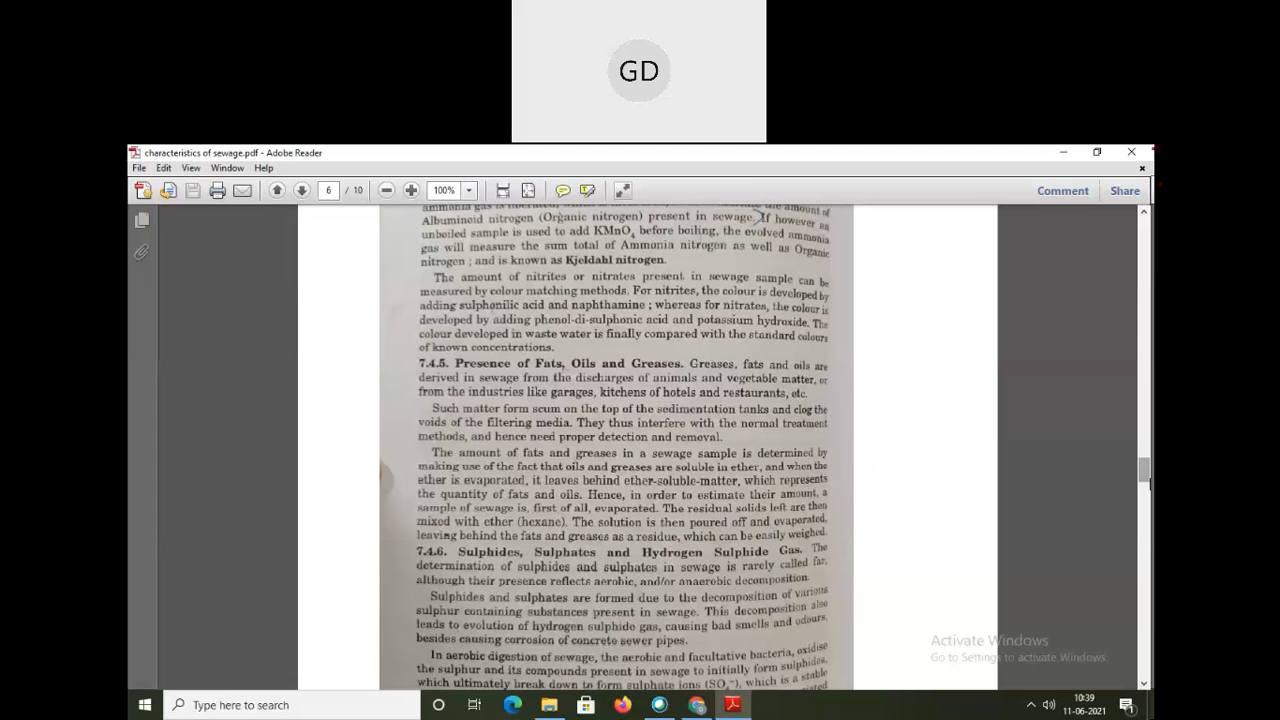 GD
characteristics of sewage.pdf - Adobe Reader
File Edit View Window Help
6 / 10 100% Comment Share
ammonia gas is the amount of
Albuminoid nitrogen (Organic nitrogen) present in sewage. If however an
unboiled sample is used to add KMnO4 before boiling, the evolved ammonia
gas will measure the sum total of Ammonia nitrogen as well as Organic
nitrogen ; and is known as Kjeldahl nitrogen.
The amount of nitrites or nitrates present in sewage sample can be
measured by colour matching methods. For nitrites, the colour is developed by
adding sulphonilic acid and naphthamine ; whereas for nitrates, the colour is
developed by adding phenol-di-sulphonic acid and potassium hydroxide. The
colour developed in waste water is finally compared with the standard colours
of known concentrations.
7.4.5. Presence of Fats, Oils and Greases. Greases, fats and oils are
derived in sewage from the discharges of animals and vegetable matter, or
from the industries like garages, kitchens of hotels and restaurants, etc.
Such matter form scum on the top of the sedimentation tanks and clog the
voids of the filtering media. They thus interfere with the normal treatment
methods, and hence need proper detection and removal.
The amount of fats and greases in a sewage sample is determined by
making use of the fact that oils and greases are soluble in ether, and when the
ether is evaporated, it leaves behind ether-soluble-matter, which represents
the quantity of fats and oils. Hence, in order to estimate their amount, a
sample of sewage is, first of all, evaporated. The residual solids left are then
mixed with ether (hexane). The solution is then poured off and evaporated,
leaving behind the fats and greases as a residue, which can be easily weighed.
7.4.6. Sulphides, Sulphates and Hydrogen Sulphide Gas. The
determination of sulphides and sulphates in sewage is rarely called far,
although their presence reflects aerobic, and/or anaerobic decomposition.
Sulphides and sulphates are formed due to the decomposition of various
sulphur containing substances present in sewage. This decomposition also
leads to evolution of hydrogen sulphide gas, causing bad smells and odours,
besides causing corrosion of concrete sewer pipes.
In aerobic digestion of sewage, the aerobic and facultative bacteria, oxidise
the sulphur and its compounds present in sewage to initially form sulphides,
which ultimately break down to form sulphate ions (SO4--), which is a stable
Activate Windows
Go to Settings to activate Windows.
Type here to search
10:39
11-06-2021
1